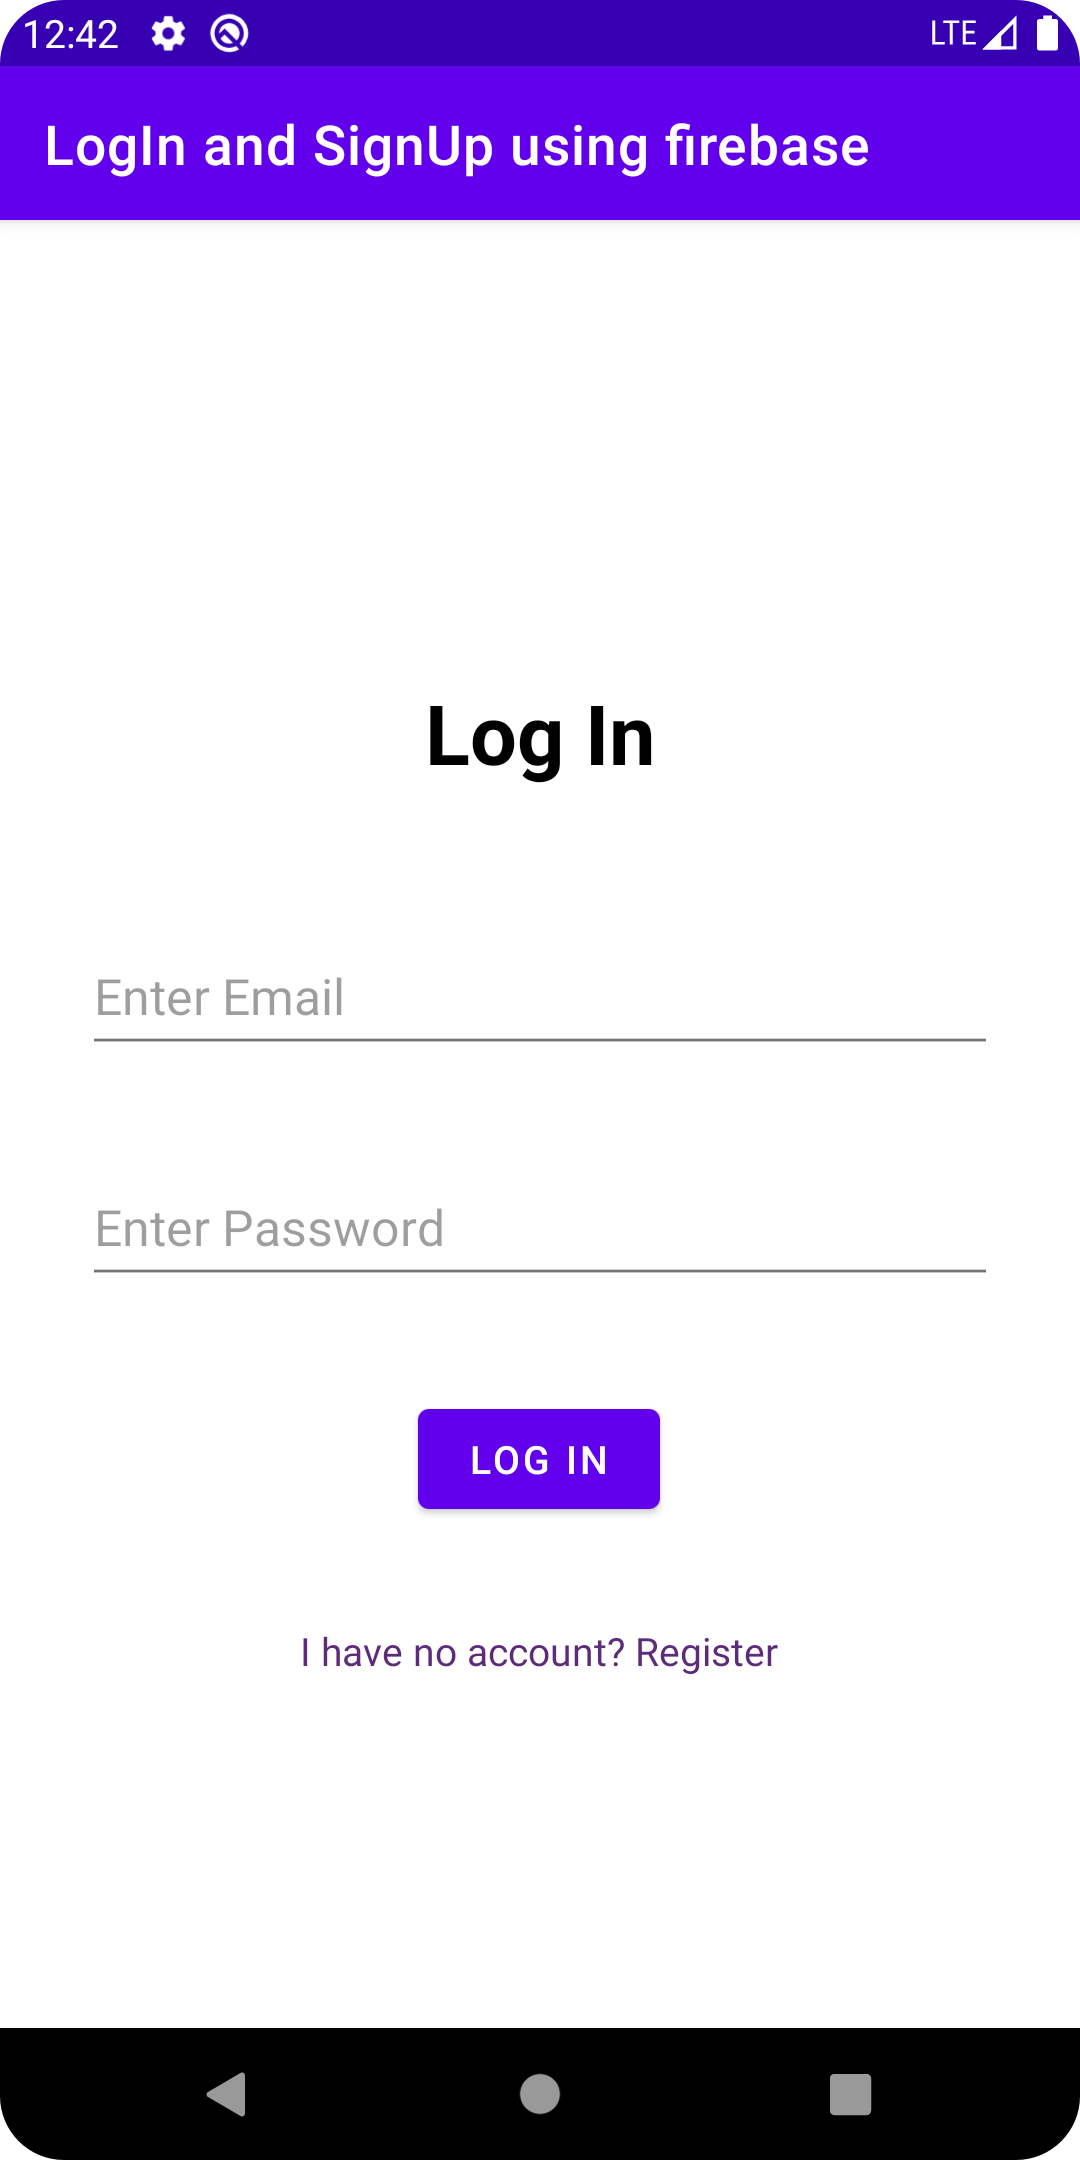 12:42 LTE
LogIn and SignUp using firebase
Log In
Enter Email
Enter Password
LOG IN
I have no account? Register